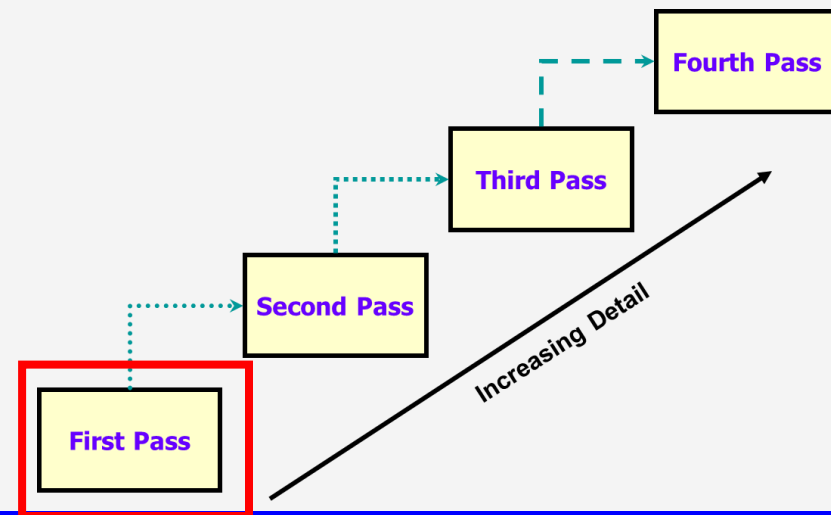 Fourth Pass
Third Pass
Second Pass
Increasing Detail
First Pass